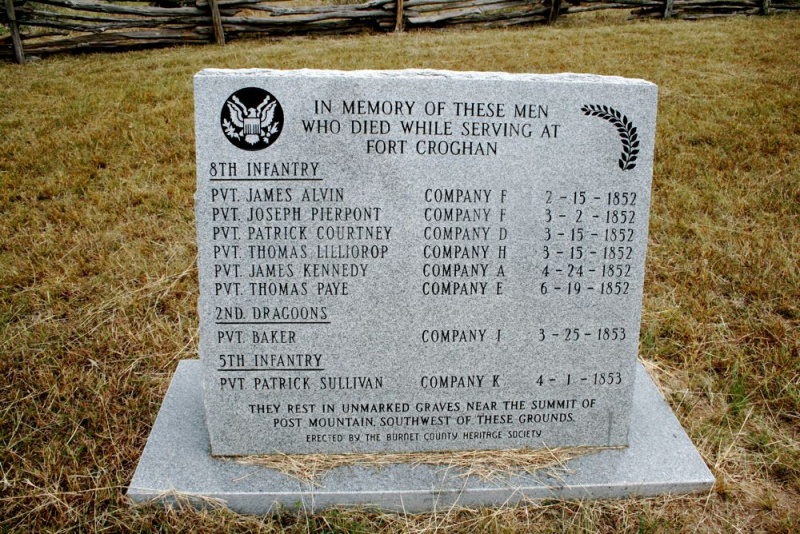 IN MEMORY OF THESE MEN
WHO DIED WHILE SERVING AT
FORT CROGHAN
8TH INFANTRY
PVT. JAMES ALVIN COMPANY F 2 - 15 - 1852
PVT. JOSEPH PIERPONT COMPANY F 3 - 2 - 1852
PVT. PATRICK COURTNEY COMPANY D 3 - 15 - 1852
PVT. THOMAS LILLIOROP COMPANY H 3 - 15 - 1852
PVT. JAMES KENNEDY COMPANY A 4 - 24 - 1852
PVT. THOMAS PAYE COMPANY E 6 - 19 - 1852
2ND. DRAGOONS
PVT. BAKER COMPANY I 3 - 25 - 1853
5TH INFANTRY
PVT. PATRICK SULLIVAN COMPANY K 4 - 1 - 1853
THEY REST IN UNMARKED GRAVES NEAR THE SUMMIT OF
POST MOUNTAIN, SOUTHWEST OF THESE GROUNDS.
ERECTED BY THE BURNET COUNTY HERITAGE SOCIETY